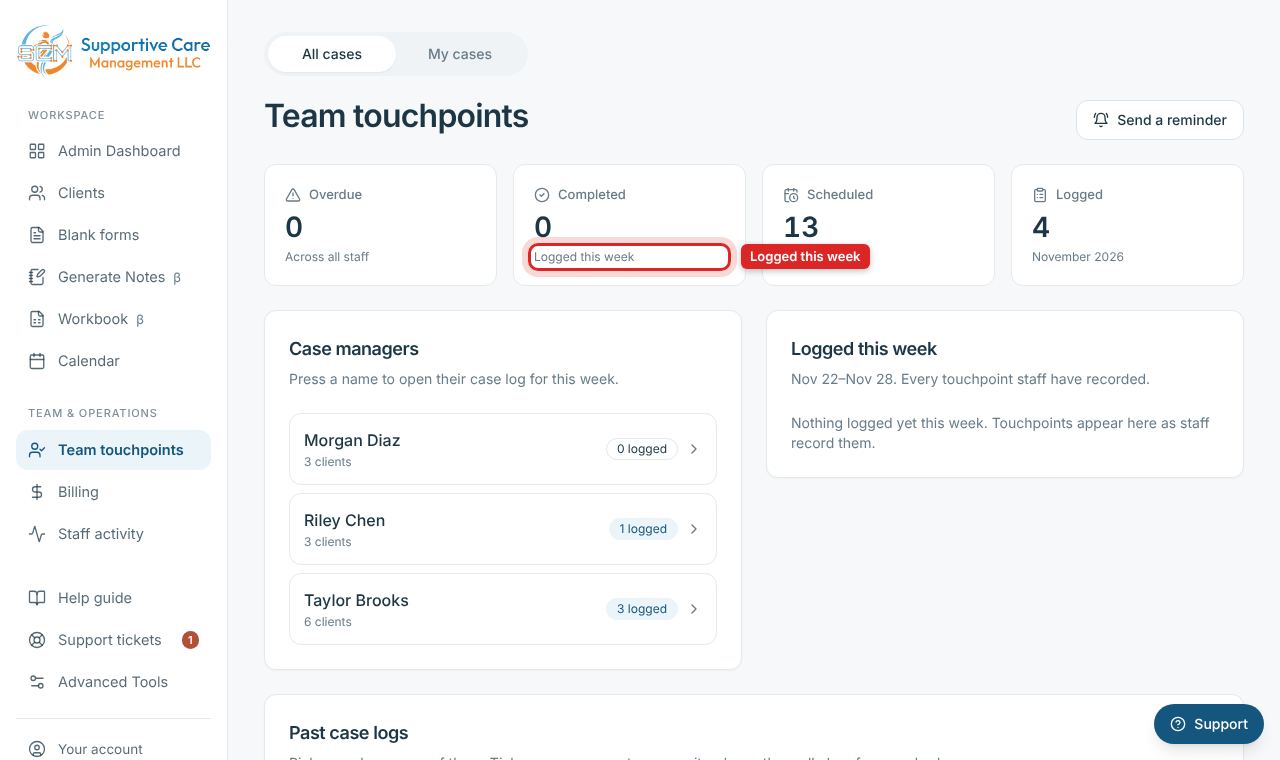 SCM
Supportive Care
Management LLC
WORKSPACE
Admin Dashboard
Clients
Blank forms
Generate Notes β
Workbook β
Calendar
TEAM & OPERATIONS
Team touchpoints
Billing
Staff activity
Help guide
Support tickets 1
Advanced Tools
Your account
All cases My cases
Team touchpoints
Send a reminder
Overdue
0
Across all staff
Completed
0
Logged this week
Logged this week
Scheduled
13
Logged
4
November 2026
Case managers
Press a name to open their case log for this week.
Morgan Diaz
3 clients
0 logged
Riley Chen
3 clients
1 logged
Taylor Brooks
6 clients
3 logged
Logged this week
Nov 22–Nov 28. Every touchpoint staff have recorded.
Nothing logged yet this week. Touchpoints appear here as staff
record them.
Past case logs
Support